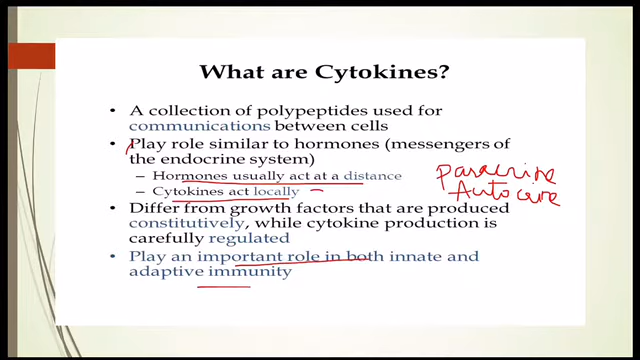 What are Cytokines?
• A collection of polypeptides used for
communications between cells
• Play role similar to hormones (messengers of
the endocrine system)
– Hormones usually act at a distance
– Cytokines act locally
• Differ from growth factors that are produced
constitutively, while cytokine production is
carefully regulated
• Play an important role in both innate and
adaptive immunity
Paracrine
Autocrine